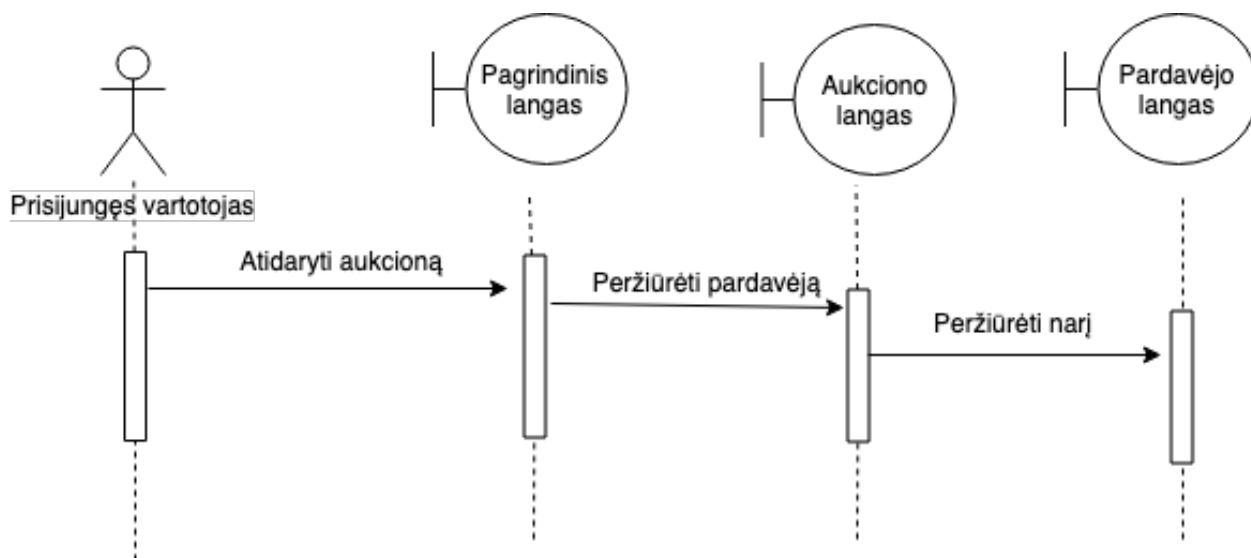 Pagrindinis
langas
Aukciono
langas
Pardavėjo
langas
Prisijungęs vartotojas
Atidaryti aukcioną
Peržiūrėti pardavėją
Peržiūrėti narį